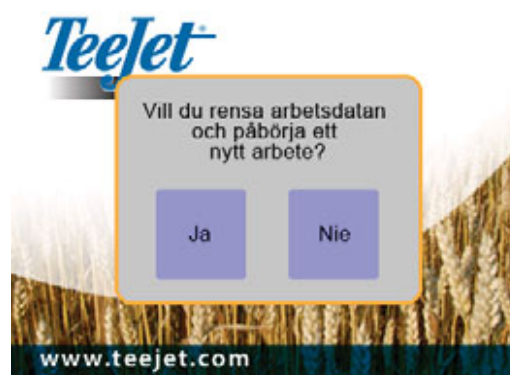 TeeJet
Vill du rensa arbetsdatan
och påbörja ett
nytt arbete?
Ja
Nie
www.teejet.com